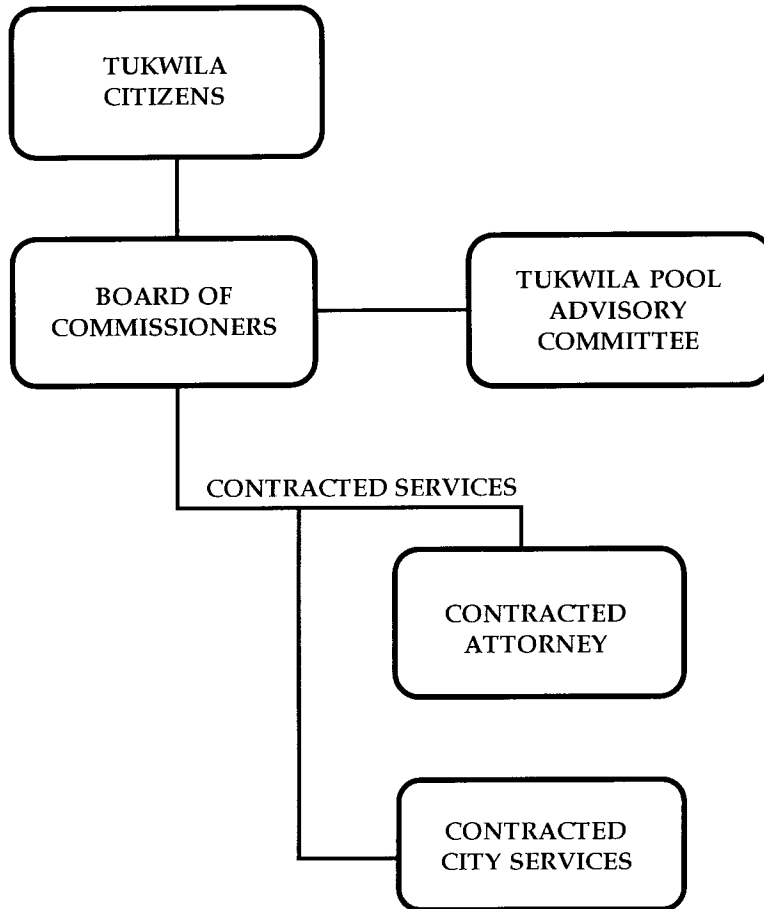 TUKWILA
CITIZENS
BOARD OF
COMMISSIONERS
TUKWILA POOL
ADVISORY
COMMITTEE
CONTRACTED SERVICES
CONTRACTED
ATTORNEY
CONTRACTED
CITY SERVICES